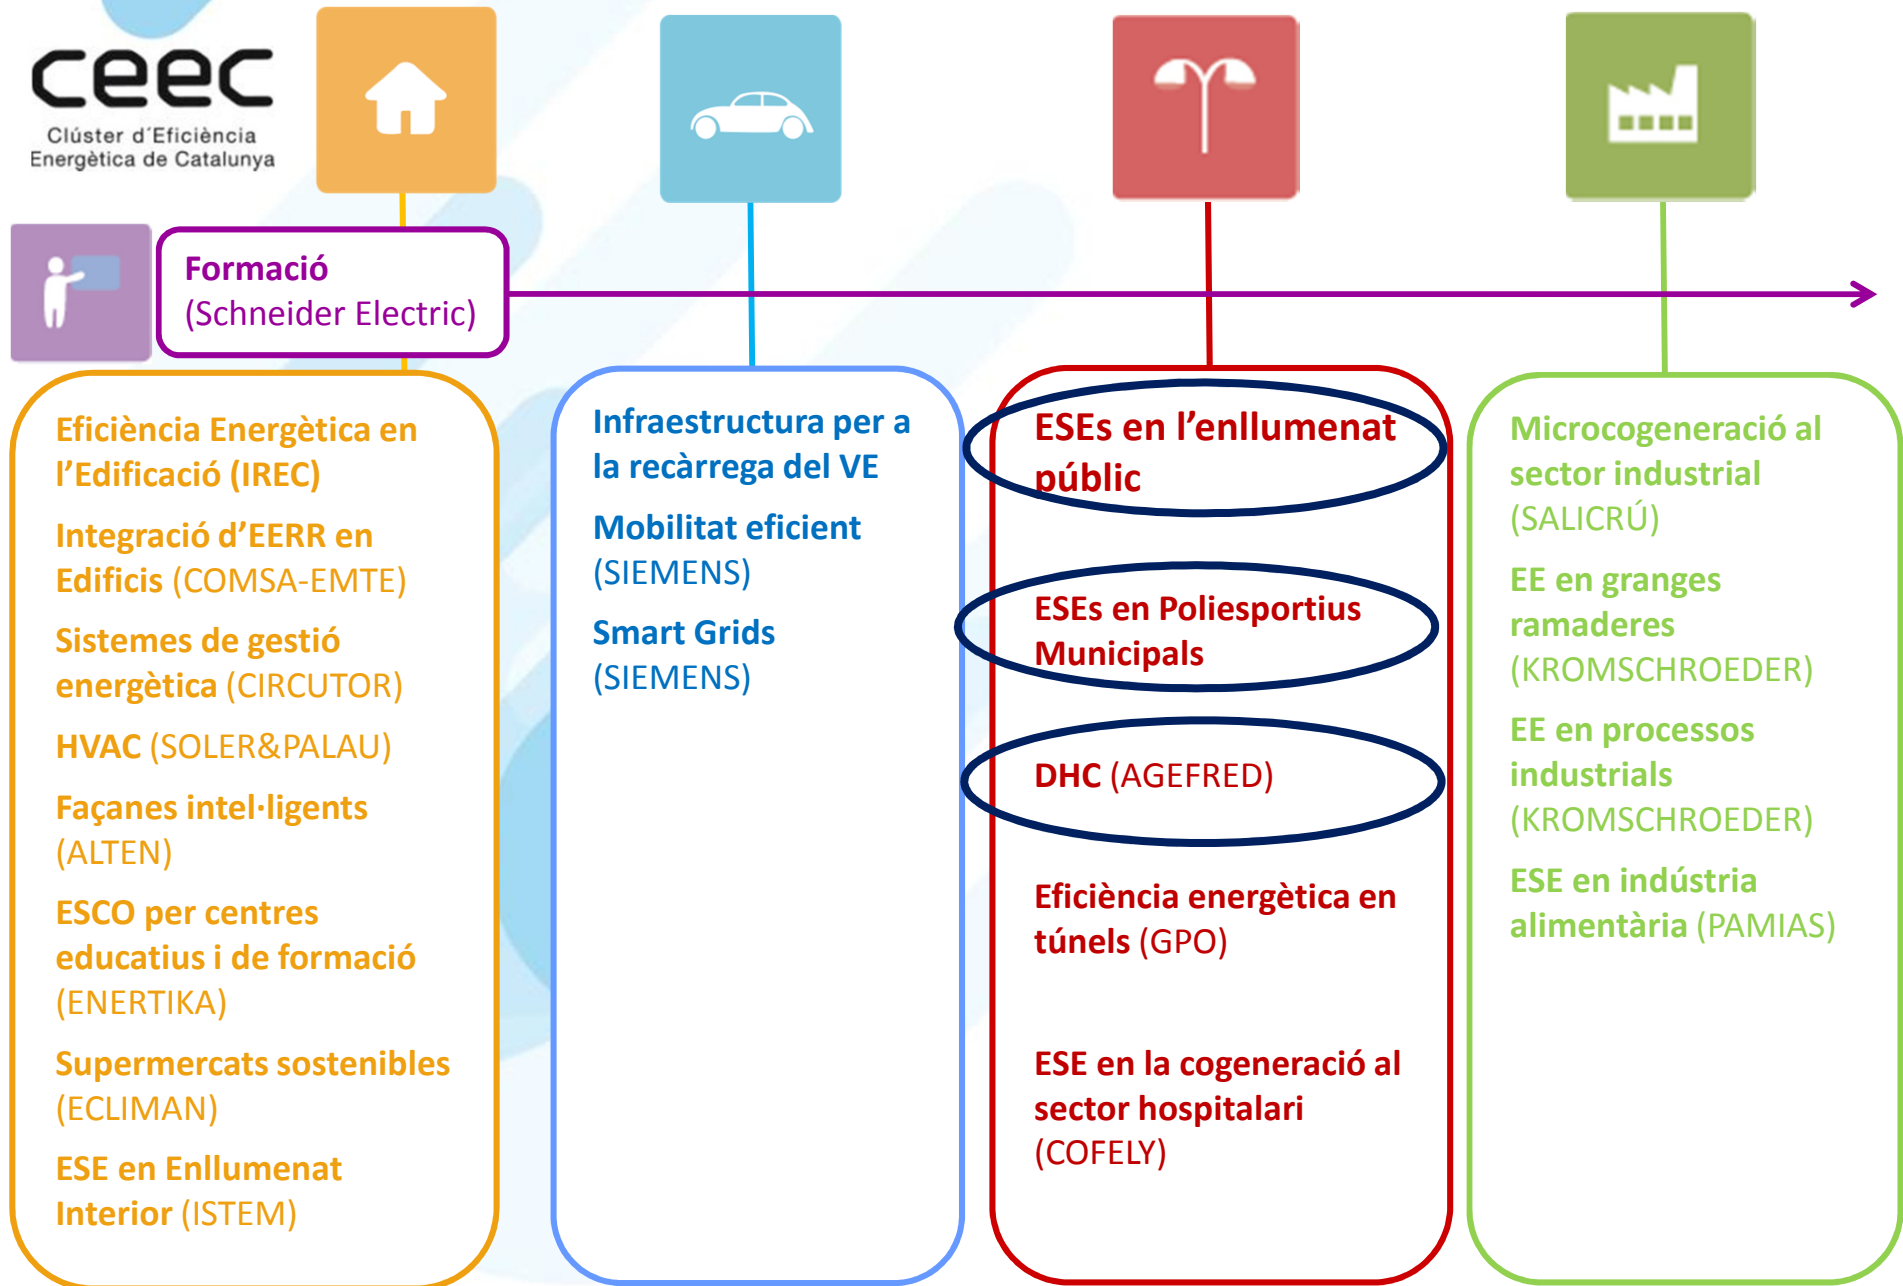 ceec
Clúster d´Eficiència
Energètica de Catalunya
Formació
(Schneider Electric)
Eficiència Energètica en
l’Edificació (IREC)
Integració d’EERR en
Edificis (COMSA-EMTE)
Sistemes de gestió
energètica (CIRCUTOR)
HVAC (SOLER&PALAU)
Façanes intel·ligents
(ALTEN)
ESCO per centres
educatius i de formació
(ENERTIKA)
Supermercats sostenibles
(ECLIMAN)
ESE en Enllumenat
Interior (ISTEM)
Infraestructura per a
la recàrrega del VE
Mobilitat eficient
(SIEMENS)
Smart Grids
(SIEMENS)
ESEs en l’enllumenat
públic
ESEs en Poliesportius
Municipals
DHC (AGEFRED)
Eficiència energètica en
túnels (GPO)
ESE en la cogeneració al
sector hospitalari
(COFELY)
Microcogeneració al
sector industrial
(SALICRÚ)
EE en granges
ramaderes
(KROMSCHROEDER)
EE en processos
industrials
(KROMSCHROEDER)
ESE en indústria
alimentària (PAMIAS)